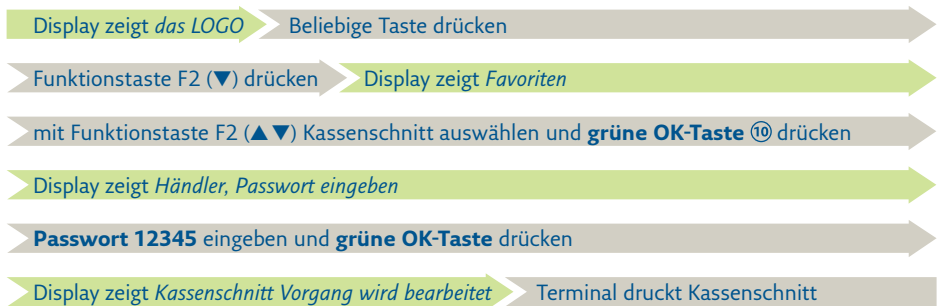 Display zeigt das LOGO Beliebige Taste drücken
Funktionstaste F2 (▼) drücken Display zeigt Favoriten
mit Funktionstaste F2 (▲▼) Kassenschnitt auswählen und grüne OK-Taste ⑩ drücken
Display zeigt Händler, Passwort eingeben
Passwort 12345 eingeben und grüne OK-Taste drücken
Display zeigt Kassenschnitt Vorgang wird bearbeitet Terminal druckt Kassenschnitt